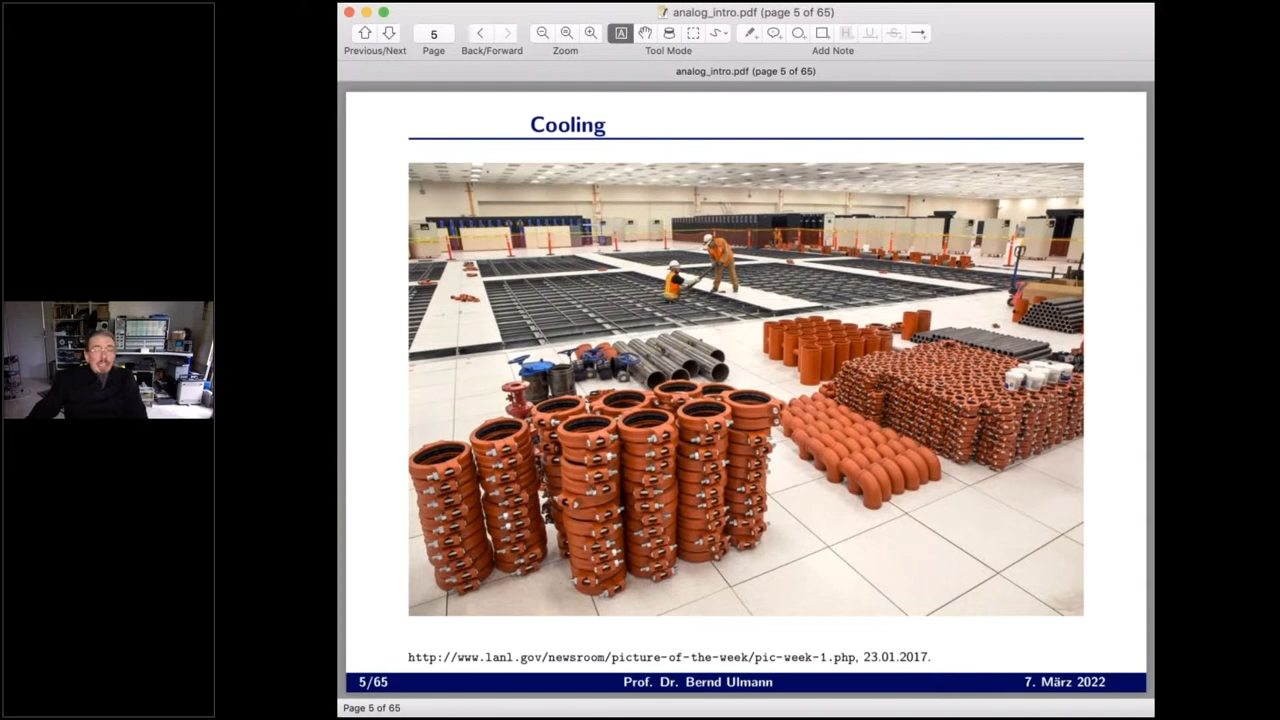 analog_intro.pdf (page 5 of 65)
5
Previous/Next Page Back/Forward Zoom Tool Mode Add Note
analog_intro.pdf (page 5 of 65)
Cooling
http://www.lanl.gov/newsroom/picture-of-the-week/pic-week-1.php, 23.01.2017.
5/65 Prof. Dr. Bernd Ulmann 7. März 2022
Page 5 of 65